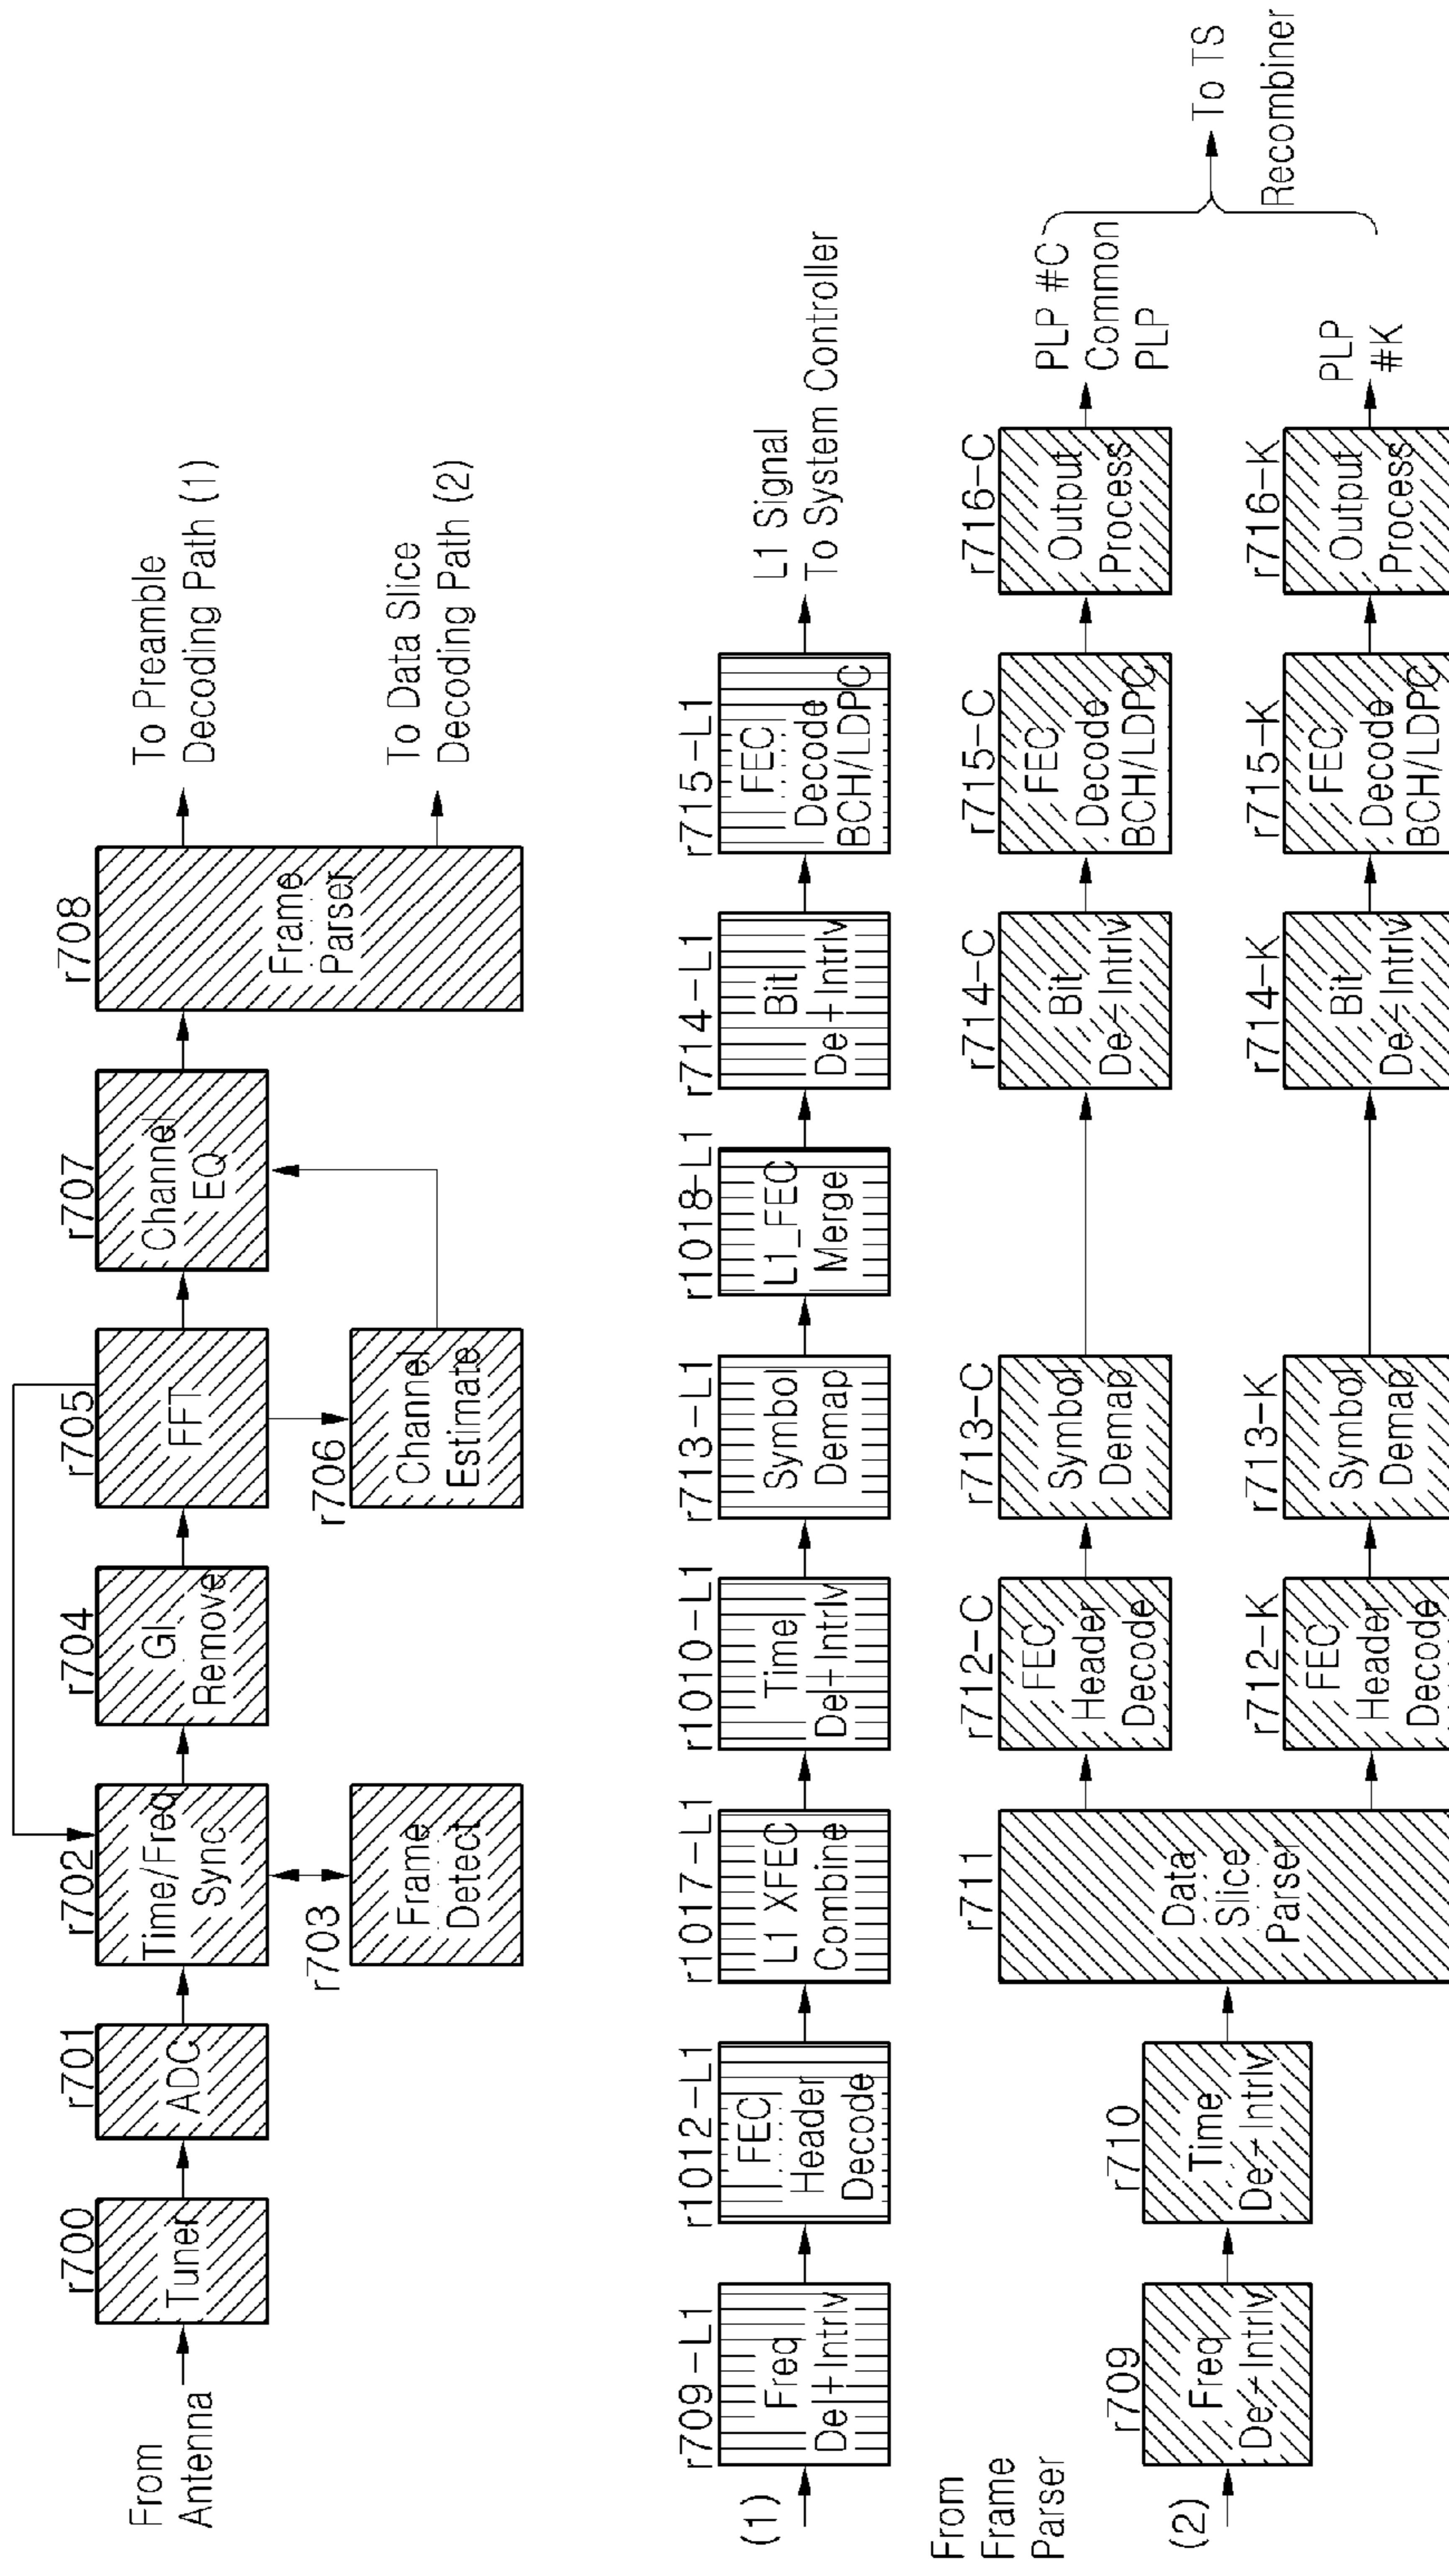 From
Antenna
r700
Tuner
r701
ADC
r702
Time/Freq
Sync
r703
Frame
Detect
r704
GI
Remove
r705
FFT
r706
Channel
Estimate
r707
Channel
EQ
r708
Frame
Parser
To Preamble
Decoding Path (1)
To Data Slice
Decoding Path (2)
(1)
r709-L1
Freq
De-Intrlv
r1012-L1
FEC
Header
Decode
r1017-L1
L1 XFEC
Combine
r1010-L1
Time
De-Intrlv
r713-L1
Symbol
Demap
r1018-L1
L1_FEC
Merge
r714-L1
Bit
De-Intrlv
r715-L1
FEC
Decode
BCH/LDPC
L1 Signal
To System Controller
From
Frame
Parser
(2)
r709
Freq
De-Intrlv
r710
Time
De-Intrlv
r711
Data
Slice
Parser
r712-C
FEC
Header
Decode
r713-C
Symbol
Demap
r714-C
Bit
De-Intrlv
r715-C
FEC
Decode
BCH/LDPC
r716-C
Output
Process
PLP #C
Common
PLP
r712-K
FEC
Header
Decode
r713-K
Symbol
Demap
r714-K
Bit
De-Intrlv
r715-K
FEC
Decode
BCH/LDPC
r716-K
Output
Process
PLP
#K
To TS
Recombiner